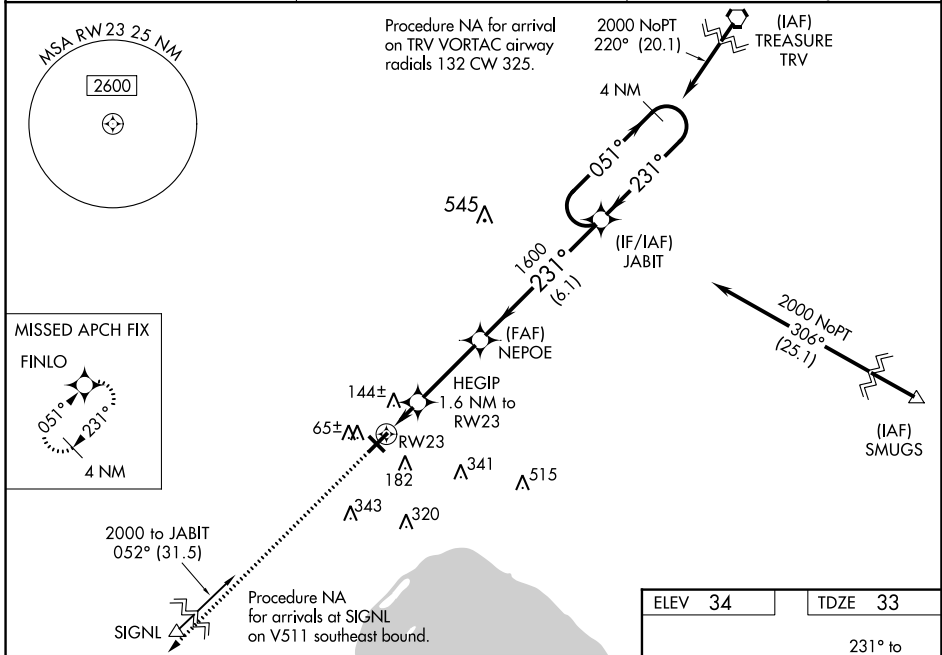 MSA RW 23 25 NM
2600
Procedure NA for arrival
on TRV VORTAC airway
radials 132 CW 325.
2000 NoPT
220° (20.1)
(IAF)
TREASURE
TRV
4 NM
051°
231°
545
(IF/IAF)
JABIT
1600
231°
(6.1)
2000 NoPT
306°
(25.1)
(IAF)
SMUGS
MISSED APCH FIX
FINLO
051°
231°
4 NM
(FAF)
NEPOE
HEGIP
1.6 NM to
RW23
144±
65±
RW23
182
341
515
343
320
2000 to JABIT
052° (31.5)
SIGNL
Procedure NA
for arrivals at SIGNL
on V511 southeast bound.
ELEV 34
TDZE 33
231° to